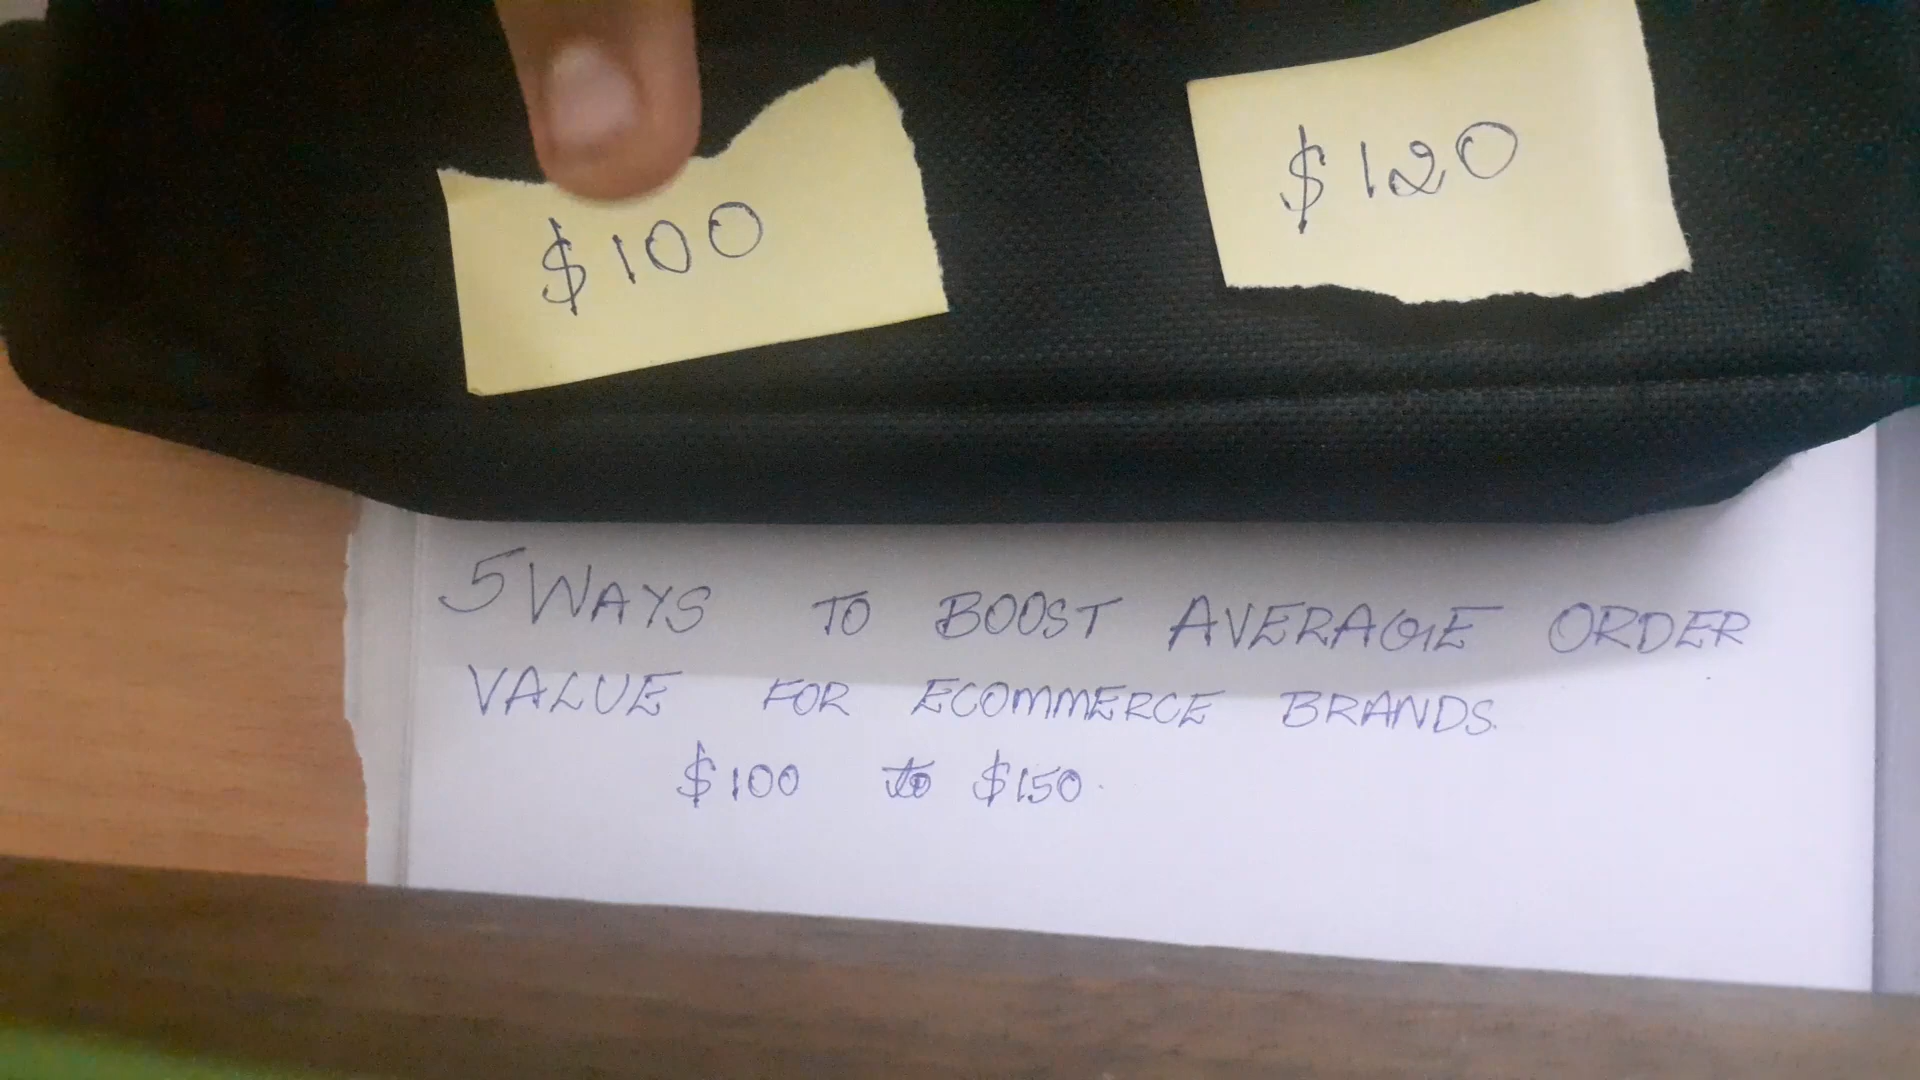 $100
$120
5 WAYS TO BOOST AVERAGE ORDER
VALUE FOR ECOMMERCE BRANDS.
$100 to $150.